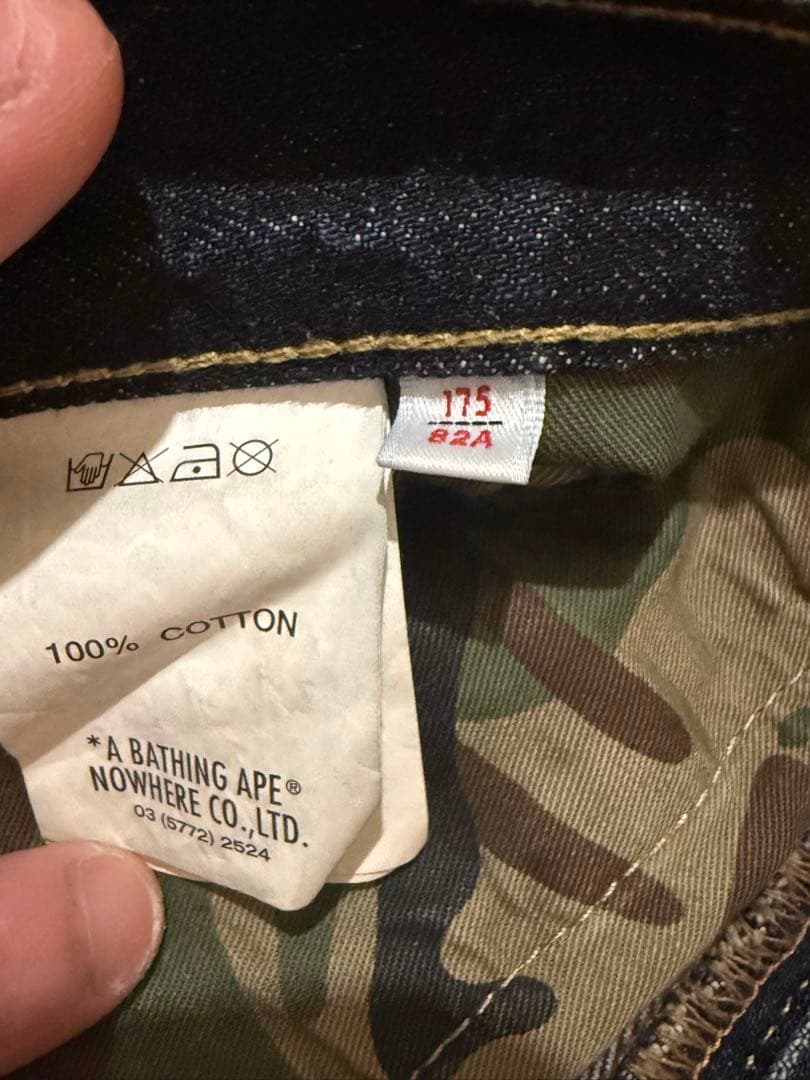 175
82A
100% COTTON
*A BATHING APE®
NOWHERE CO.,LTD.
03 (5772) 2524